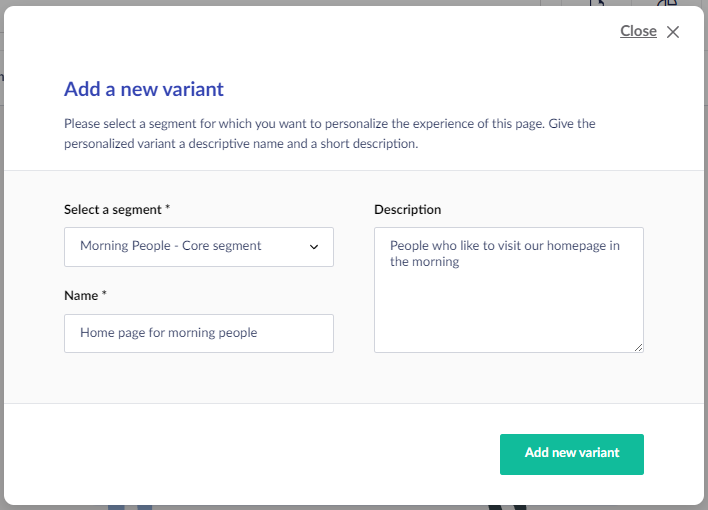 Close
Add a new variant
Please select a segment for which you want to personalize the experience of this page. Give the
personalized variant a descriptive name and a short description.
Select a segment *
Morning People - Core segment
Name *
Home page for morning people
Description
People who like to visit our homepage in
the morning
Add new variant